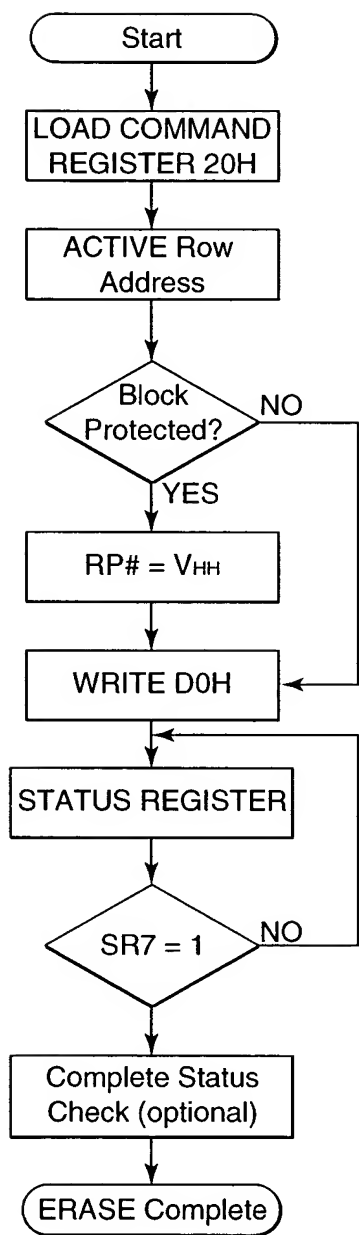 Start
LOAD COMMAND
REGISTER 20H
ACTIVE Row
Address
Block
Protected?
NO
YES
RP# = VHH
WRITE D0H
STATUS REGISTER
SR7 = 1
NO
Complete Status
Check (optional)
ERASE Complete